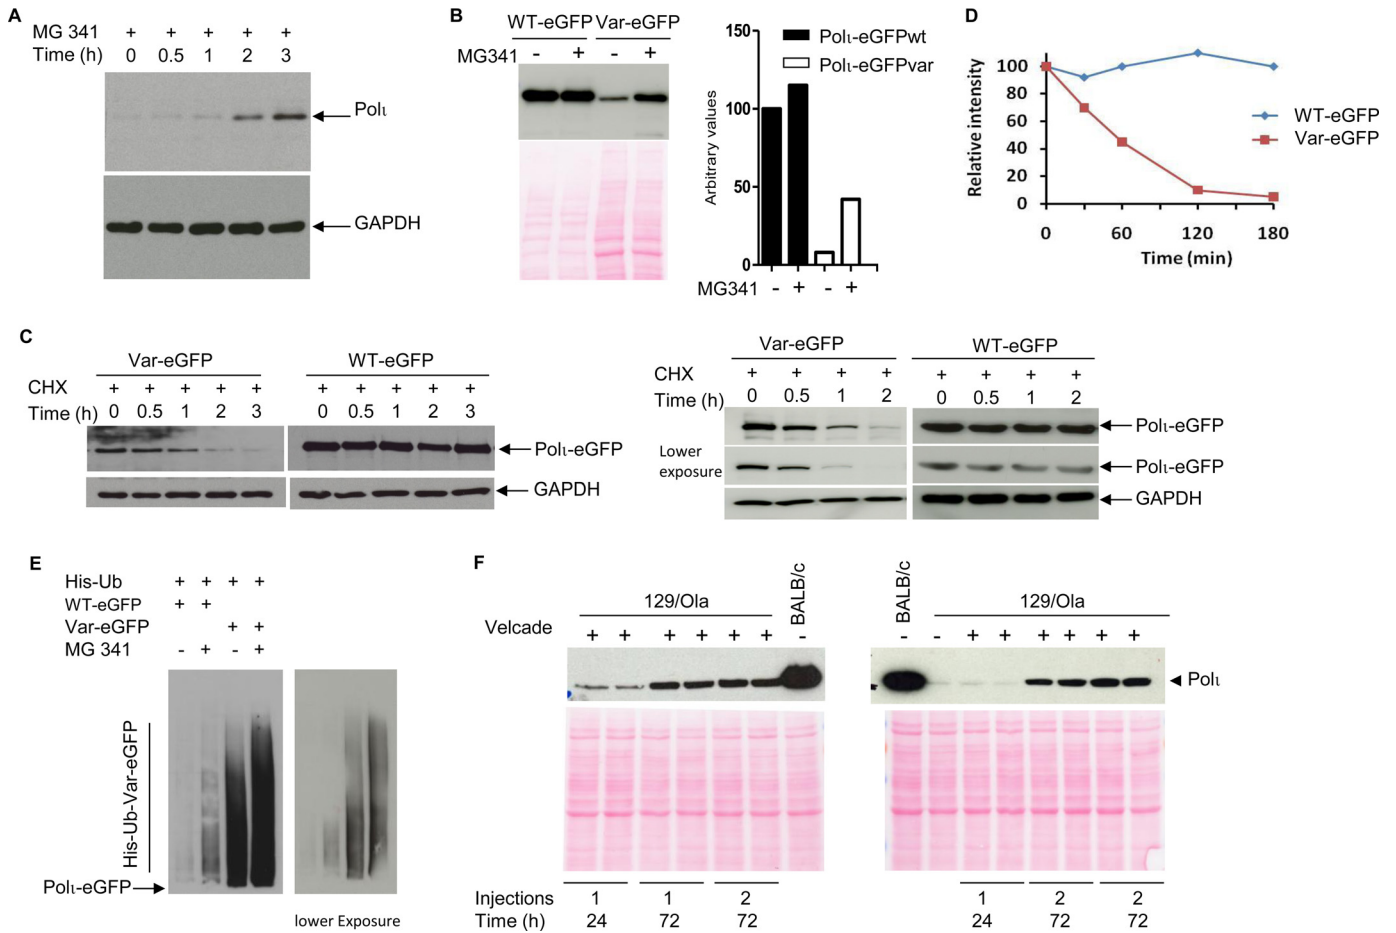 A
MG 341 + + + + +
Time (h) 0 0.5 1 2 3
Polι
GAPDH
B
WT-eGFP Var-eGFP
MG341 - + - +
Polι-eGFPwt
Polι-eGFPvar
Arbitrary values
150
100
50
0
MG341 - + - +
D
Relative intensity
100
80
60
40
20
0
0 60 120 180
Time (min)
WT-eGFP
Var-eGFP
C
Var-eGFP WT-eGFP
CHX + + + + + + + + + +
Time (h) 0 0.5 1 2 3 0 0.5 1 2 3
Polι-eGFP
GAPDH
Var-eGFP WT-eGFP
CHX + + + + + + + +
Time (h) 0 0.5 1 2 0 0.5 1 2
Polι-eGFP
Lower
exposure
Polι-eGFP
GAPDH
E
His-Ub + + + +
WT-eGFP + +
Var-eGFP + +
MG 341 - + - +
His-Ub-Var-eGFP
Polι-eGFP
lower Exposure
F
129/Ola BALB/c
Velcade + + + + + + -
BALB/c 129/Ola
- - + + + + + +
Polι
Injections 1 1 2 1 2 2
Time (h) 24 72 72 24 72 72